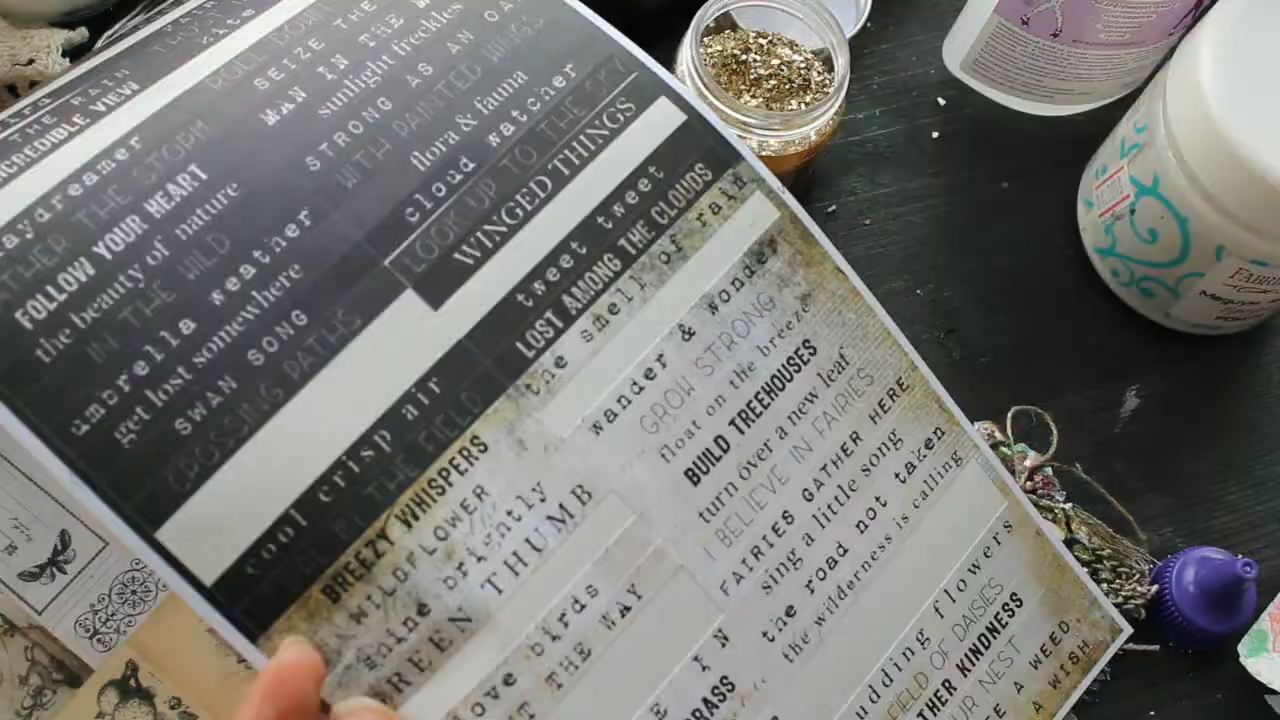 THE RAIN
INCREDIBLE VIEW
daydreamer
THE STORM
FOLLOW YOUR HEART
the beauty of nature
IN THE WILD
umbrella weather
get lost somewhere
SWAN SONG
CROSSING PATHS
SEIZE THE
MAN IN THE
sunlight freckles
STRONG AS AN
WITH PAINTED WINGS
flora & fauna
cloud watcher
LOOK UP TO THE SKY
WINGED THINGS
cool crisp air
THE FIELD
tweet tweet
LOST AMONG THE CLOUDS
the smell of rain
BREEZY WHISPERS
WILDFLOWER
shine brightly
GREEN THUMB
love birds
THE WAY
wander & wonder
GROW STRONG
float on the breeze
BUILD TREEHOUSES
turn over a new leaf
I BELIEVE IN FAIRIES
FAIRIES GATHER HERE
sing a little song
the road not taken
the wilderness is calling
IN
flowers
FIELD OF DAISIES
KINDNESS
NEST
A WEED
A WISH